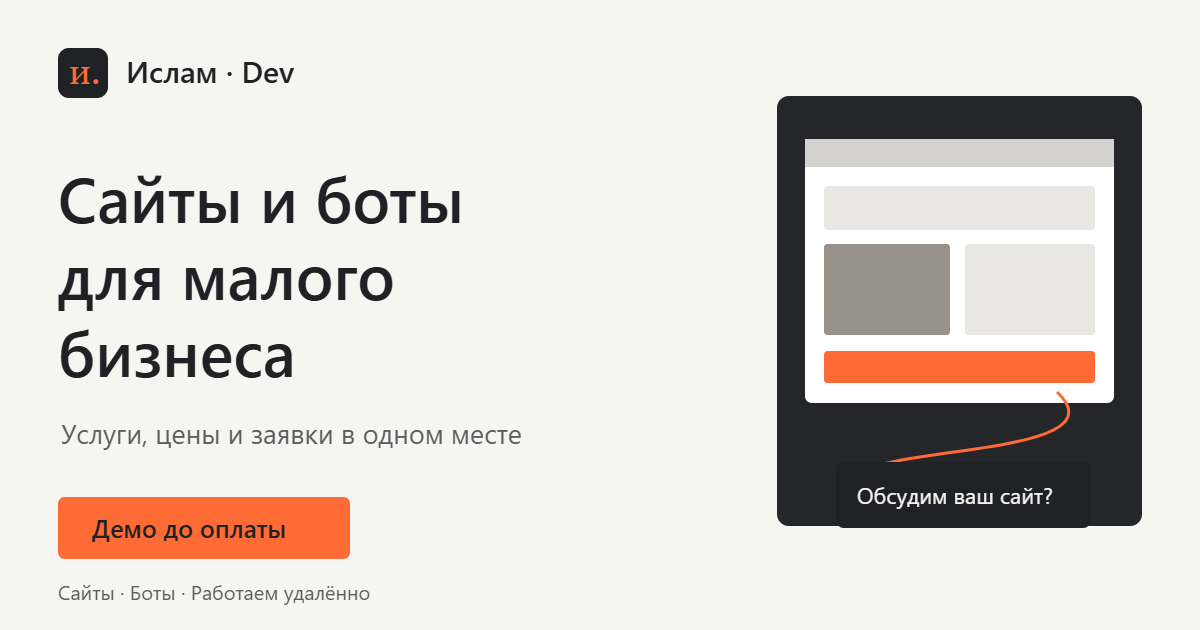 и.
Ислам · Dev
Сайты и боты
для малого
бизнеса
Услуги, цены и заявки в одном месте
Демо до оплаты
Сайты · Боты · Работаем удалённо
Обсудим ваш сайт?